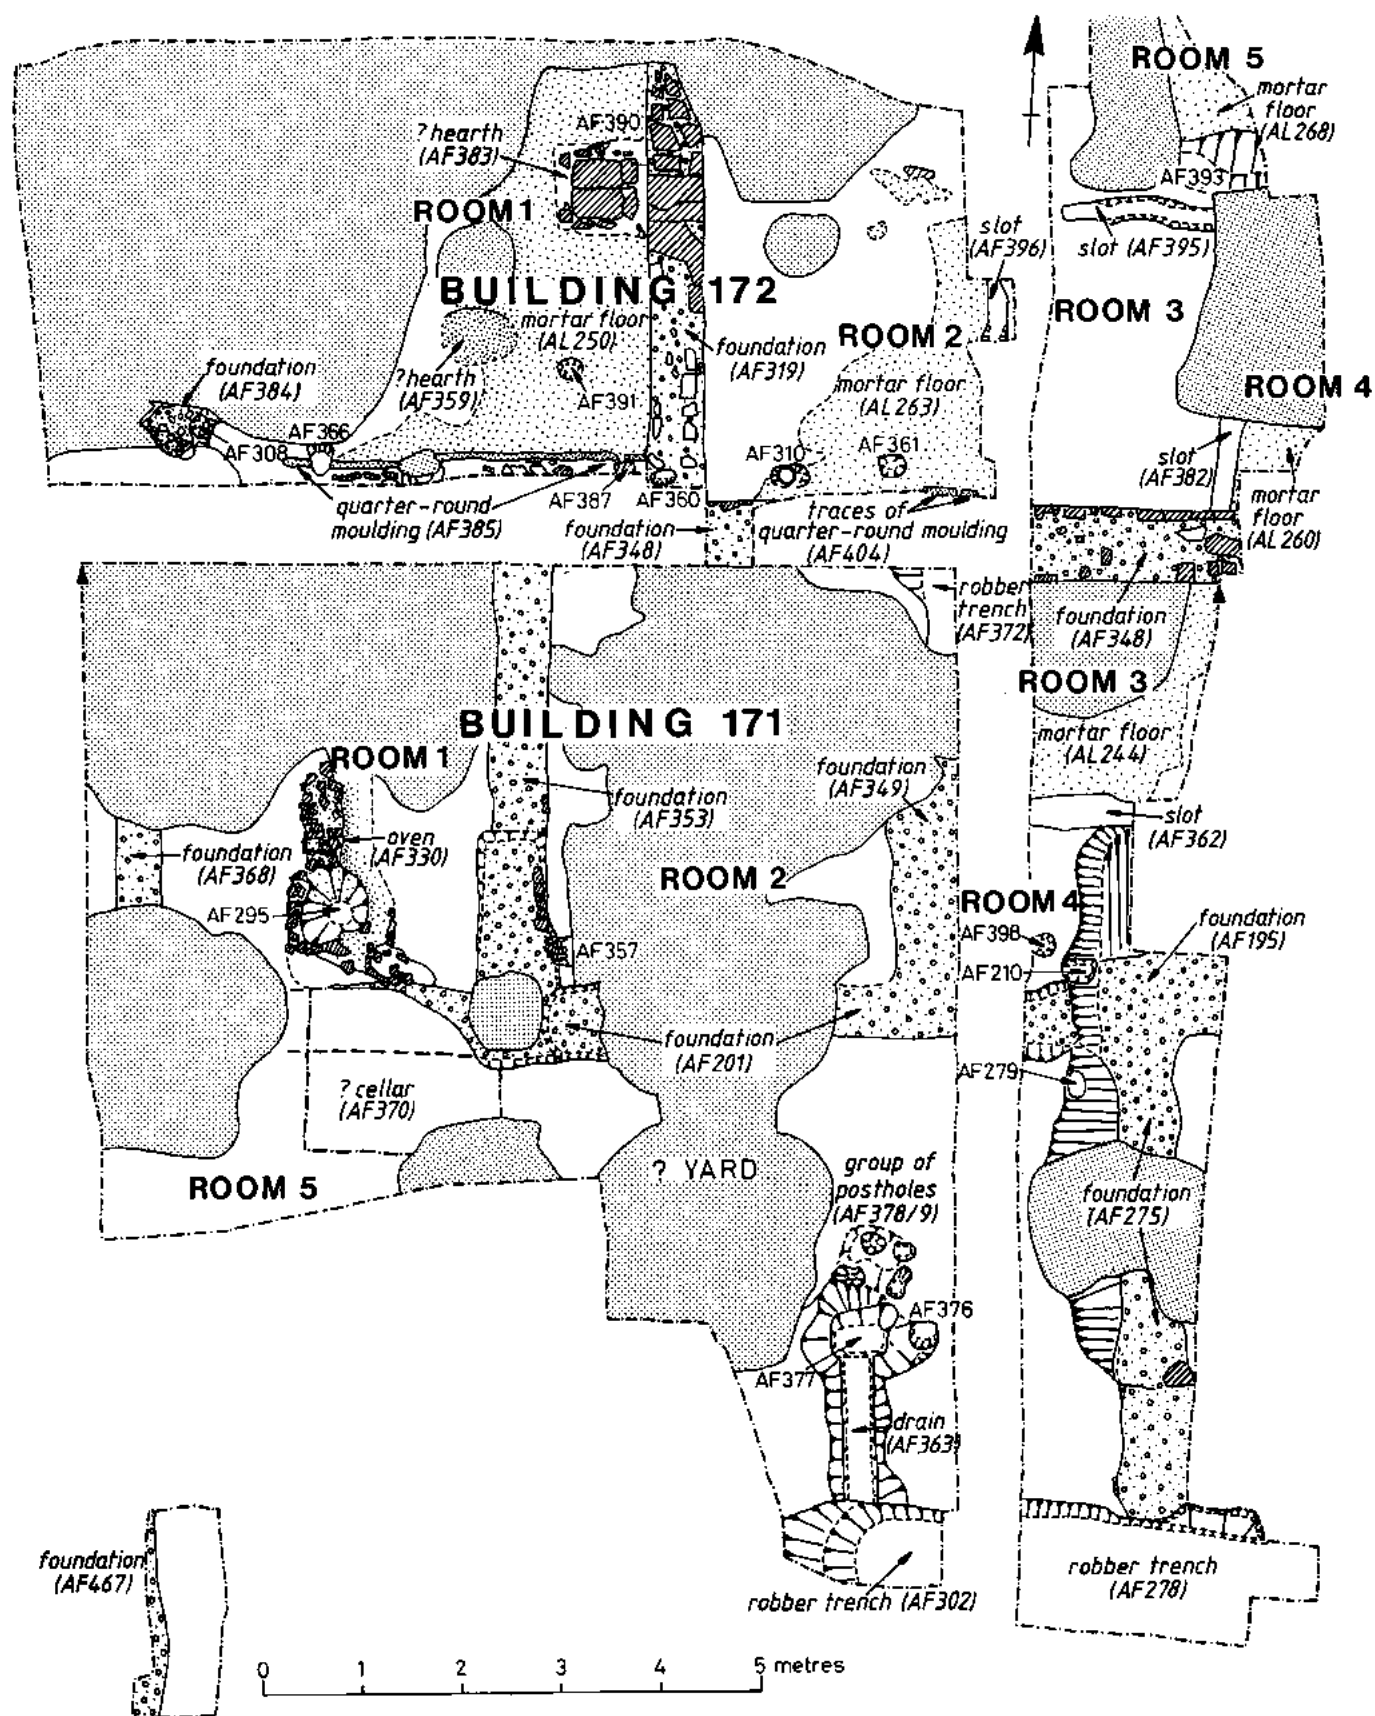 ROOM 5
mortar
floor
(AL268)
AF390
? hearth
(AF383)
AF393
ROOM 1
slot
(AF396)
slot (AF395)
BUILDING 172
mortar floor
(AL250)
ROOM 2
ROOM 3
foundation
(AF384)
foundation
(AF319)
? hearth
(AF359)
AF391
mortar floor
(AL263)
ROOM 4
AF366
AF308
AF310
AF361
slot
(AF382)
quarter-round
moulding (AF385)
AF387
AF360
foundation
(AF348)
traces of
quarter-round moulding
(AF404)
mortar
floor
(AL260)
robber
trench
(AF372)
foundation
(AF348)
ROOM 3
BUILDING 171
ROOM 1
mortar floor
(AL244)
foundation
(AF349)
foundation
(AF353)
slot
(AF362)
oven
(AF330)
foundation
(AF368)
ROOM 2
ROOM 4
AF295
AF398
foundation
(AF195)
AF357
AF210
foundation
(AF201)
AF279
? cellar
(AF370)
ROOM 5
? YARD
group of
postholes
(AF378/9)
foundation
(AF275)
AF376
AF377
drain
(AF363)
foundation
(AF467)
robber trench (AF302)
robber trench
(AF278)
0 1 2 3 4 5 metres